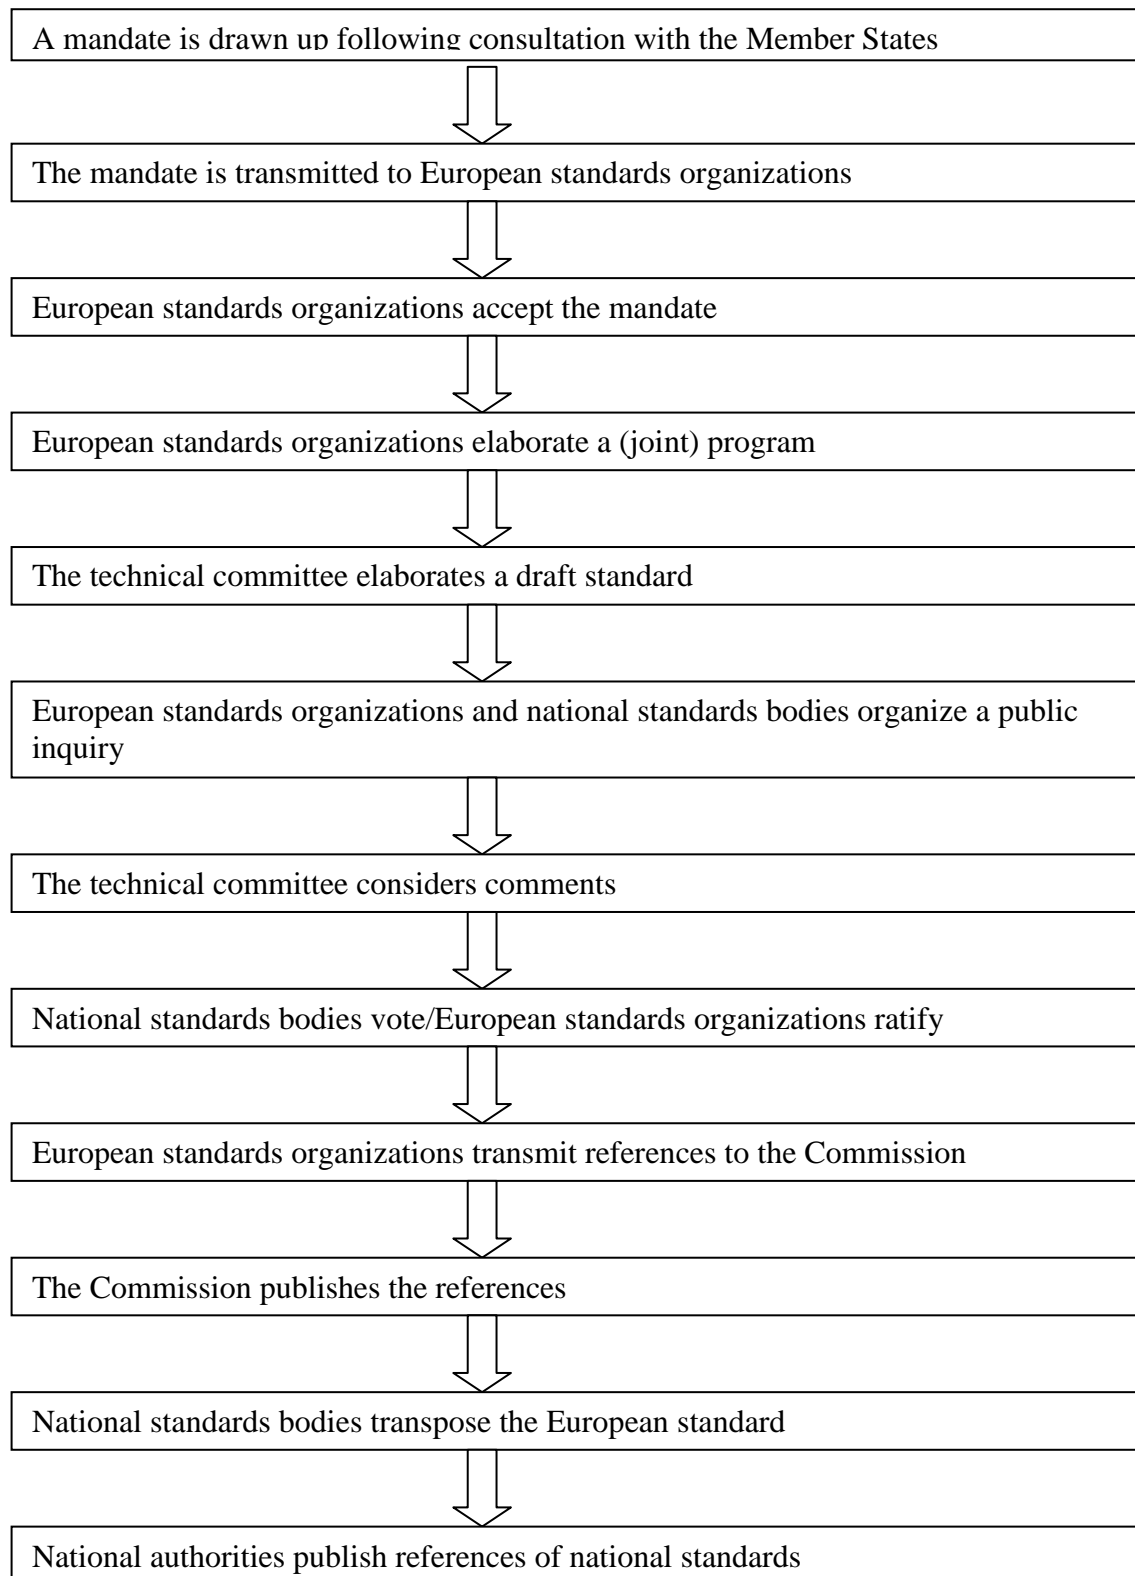 A mandate is drawn up following consultation with the Member States
The mandate is transmitted to European standards organizations
European standards organizations accept the mandate
European standards organizations elaborate a (joint) program
The technical committee elaborates a draft standard
European standards organizations and national standards bodies organize a public
inquiry
The technical committee considers comments
National standards bodies vote/European standards organizations ratify
European standards organizations transmit references to the Commission
The Commission publishes the references
National standards bodies transpose the European standard
National authorities publish references of national standards